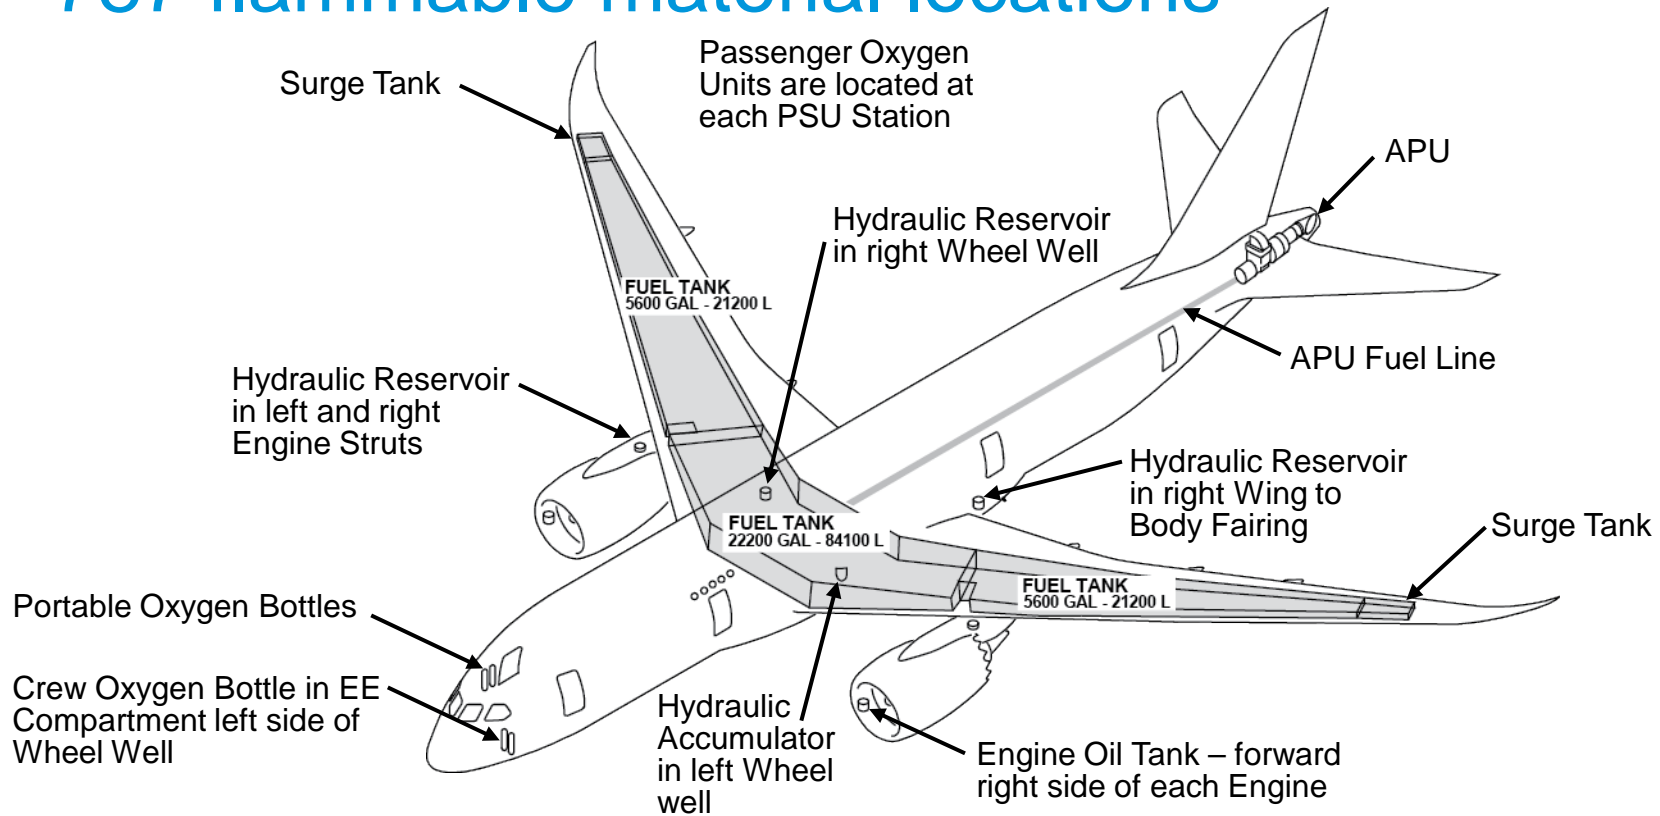 787 flammable material locations
Surge Tank
Passenger Oxygen
Units are located at
each PSU Station
APU
Hydraulic Reservoir
in right Wheel Well
FUEL TANK
5600 GAL - 21200 L
APU Fuel Line
Hydraulic Reservoir
in left and right
Engine Struts
Hydraulic Reservoir
in right Wing to
Body Fairing
Surge Tank
FUEL TANK
22200 GAL - 84100 L
FUEL TANK
5600 GAL - 21200 L
Portable Oxygen Bottles
Crew Oxygen Bottle in EE
Compartment left side of
Wheel Well
Hydraulic
Accumulator
in left Wheel
well
Engine Oil Tank – forward
right side of each Engine